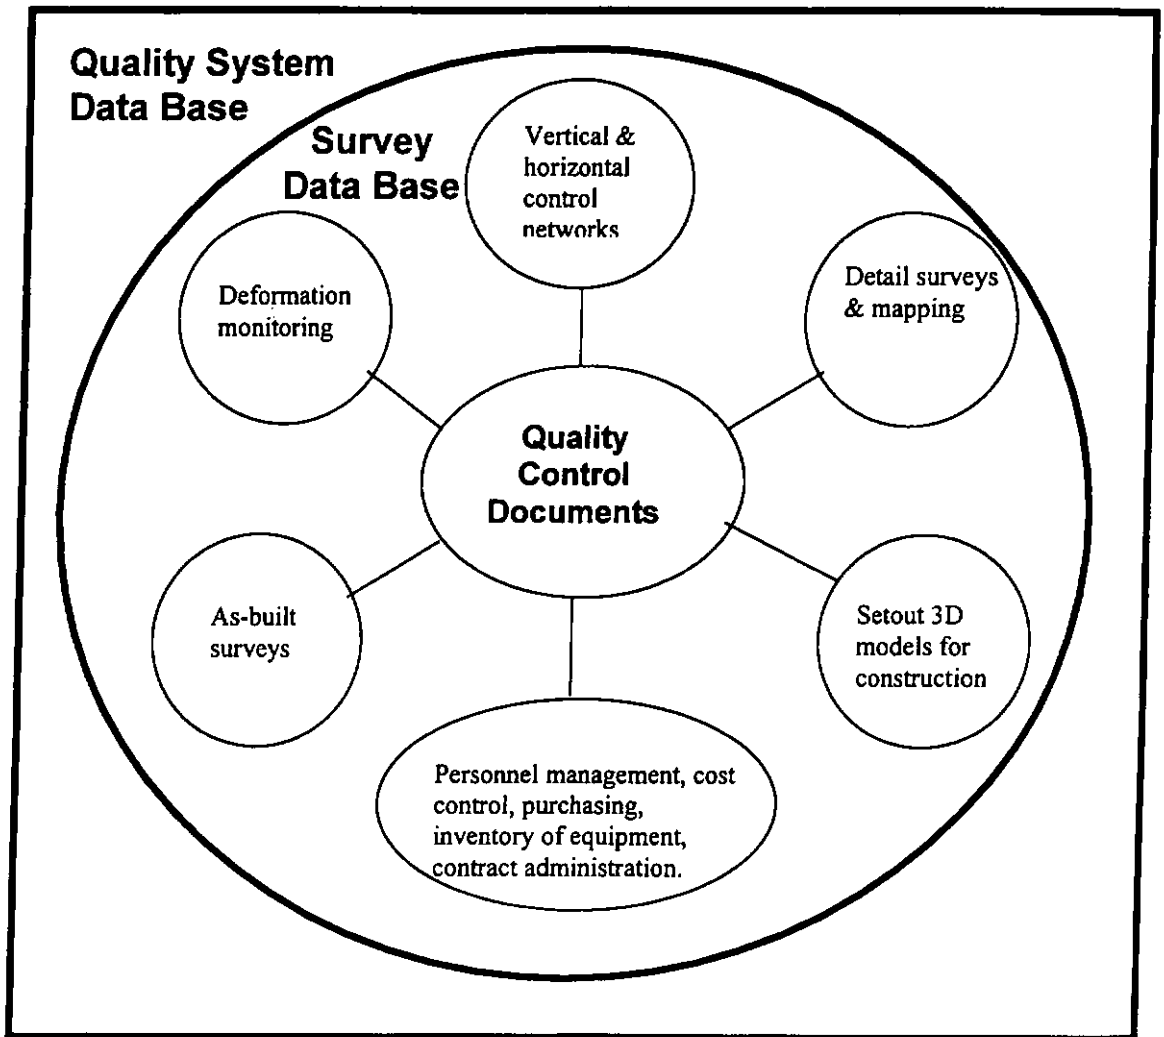 Quality System
Data Base
Survey
Data Base
Vertical &
horizontal
control
networks
Deformation
monitoring
Detail surveys
& mapping
Quality
Control
Documents
As-built
surveys
Setout 3D
models for
construction
Personnel management, cost
control, purchasing,
inventory of equipment,
contract administration.